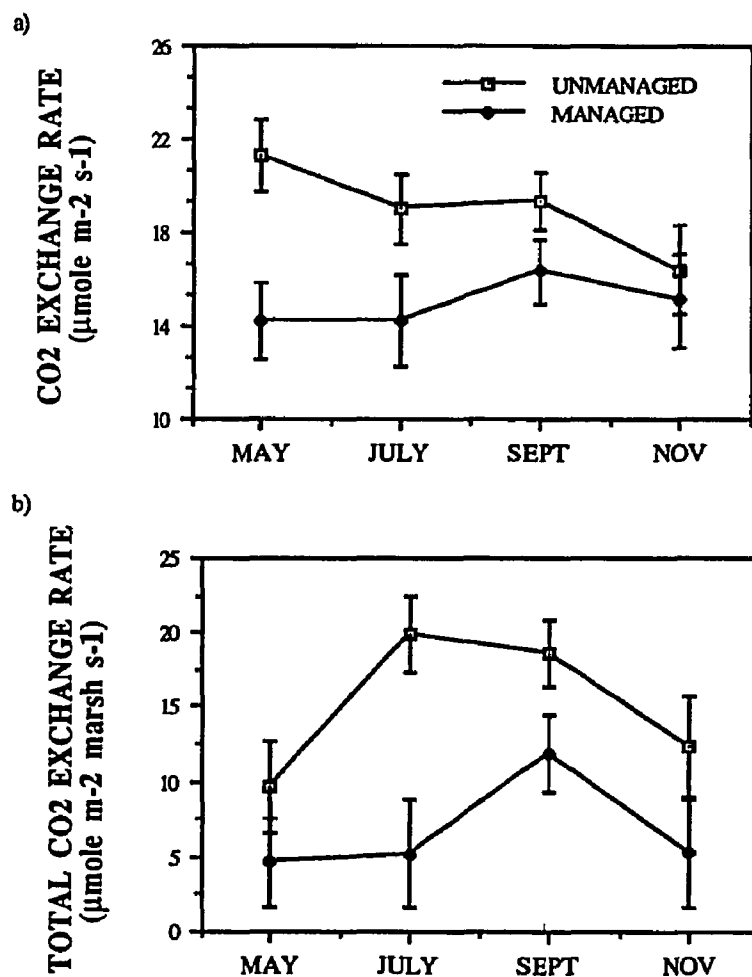 a)
CO2 EXCHANGE RATE
(µmole m-2 s-1)
26
22
18
14
10
UNMANAGED
MANAGED
MAY JULY SEPT NOV
b)
TOTAL CO2 EXCHANGE RATE
(µmole m-2 marsh s-1)
25
20
15
10
5
0
MAY JULY SEPT NOV